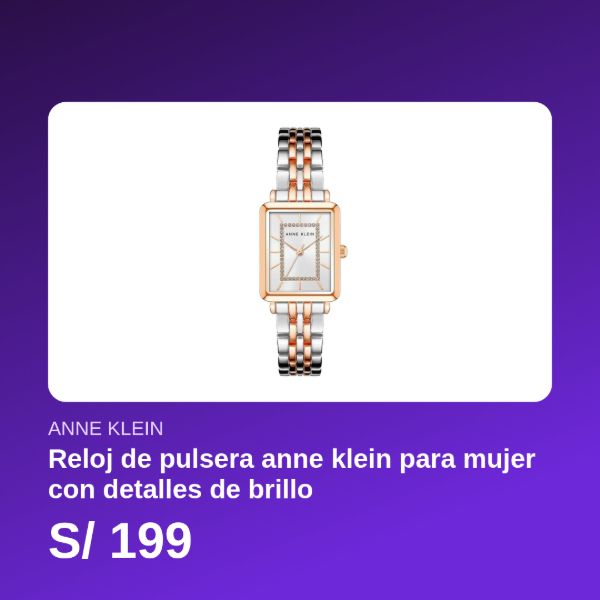 ANNE KLEIN
ANNE KLEIN
Reloj de pulsera anne klein para mujer
con detalles de brillo
S/ 199